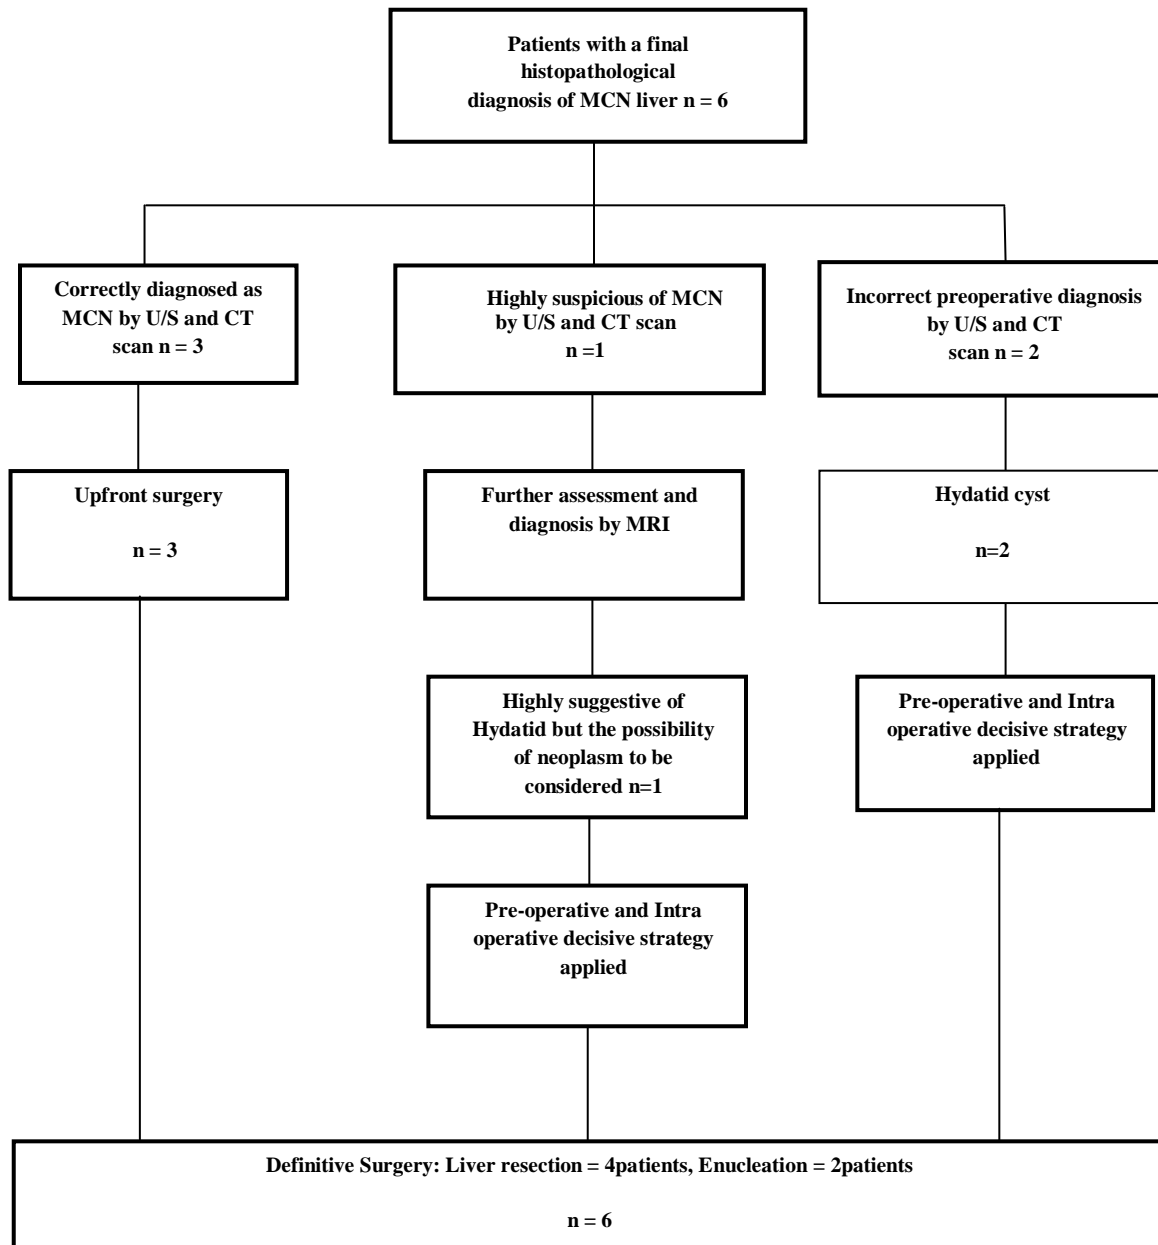 Patients with a final
histopathological
diagnosis of MCN liver n = 6
Correctly diagnosed as
MCN by U/S and CT
scan n = 3
Highly suspicious of MCN
by U/S and CT scan
n =1
Incorrect preoperative diagnosis
by U/S and CT
scan n = 2
Upfront surgery
n = 3
Further assessment and
diagnosis by MRI
Hydatid cyst
n=2
Highly suggestive of
Hydatid but the possibility
of neoplasm to be
considered n=1
Pre-operative and Intra
operative decisive strategy
applied
Pre-operative and Intra
operative decisive strategy
applied
Definitive Surgery: Liver resection = 4patients, Enucleation = 2patients
n = 6